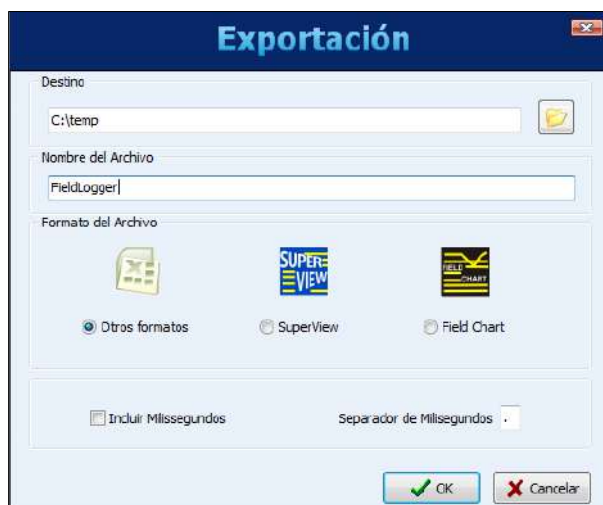 Exportación
Destino
C:\temp
Nombre del Archivo
FieldLogger
Formato del Archivo
SUPER VIEW
FIELD CHART
Otros formatos
SuperView
Field Chart
Incluir Milissegundos
Separador de Milisegundos .
OK
Cancelar